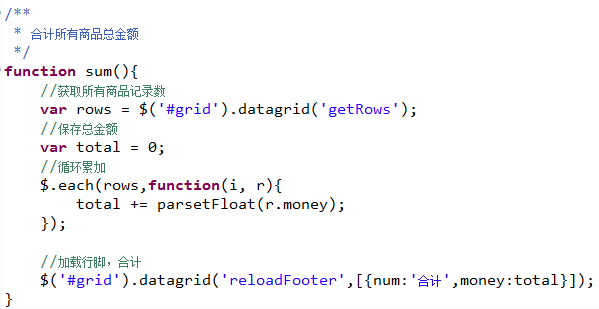 /**
 * 合计所有商品总金额
 */
function sum(){
    //获取所有商品记录数
    var rows = $('#grid').datagrid('getRows');
    //保存总金额
    var total = 0;
    //循环累加
    $.each(rows,function(i, r){
        total += parsetFloat(r.money);
    });

    //加载行脚，合计
    $('#grid').datagrid('reloadFooter',[{num:'合计',money:total}]);
}